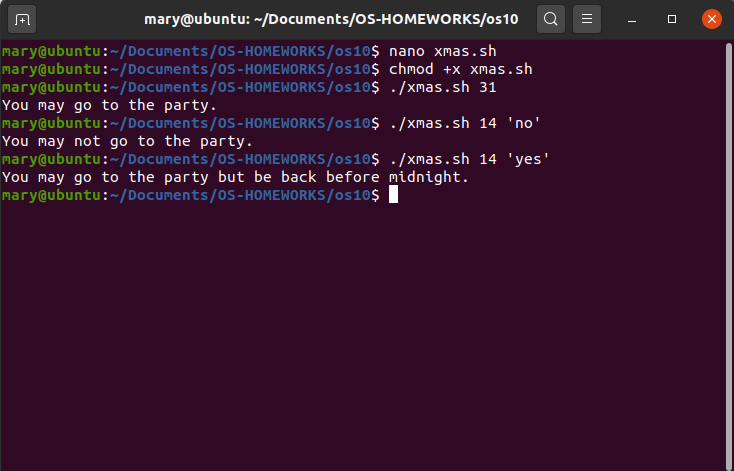 mary@ubuntu: ~/Documents/OS-HOMEWORKS/os10
mary@ubuntu:~/Documents/OS-HOMEWORKS/os10$ nano xmas.sh
mary@ubuntu:~/Documents/OS-HOMEWORKS/os10$ chmod +x xmas.sh
mary@ubuntu:~/Documents/OS-HOMEWORKS/os10$ ./xmas.sh 31
You may go to the party.
mary@ubuntu:~/Documents/OS-HOMEWORKS/os10$ ./xmas.sh 14 'no'
You may not go to the party.
mary@ubuntu:~/Documents/OS-HOMEWORKS/os10$ ./xmas.sh 14 'yes'
You may go to the party but be back before midnight.
mary@ubuntu:~/Documents/OS-HOMEWORKS/os10$